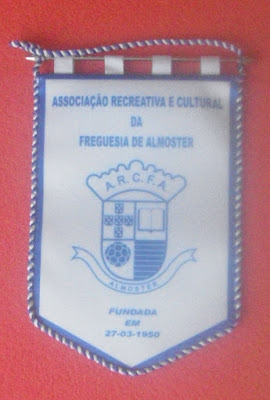 ASSOCIAÇÃO RECREATIVA E CULTURAL
DA
FREGUESIA DE ALMOSTER
A.R.C.F.A.
ALMOSTER
FUNDADA
EM
27-03-1950